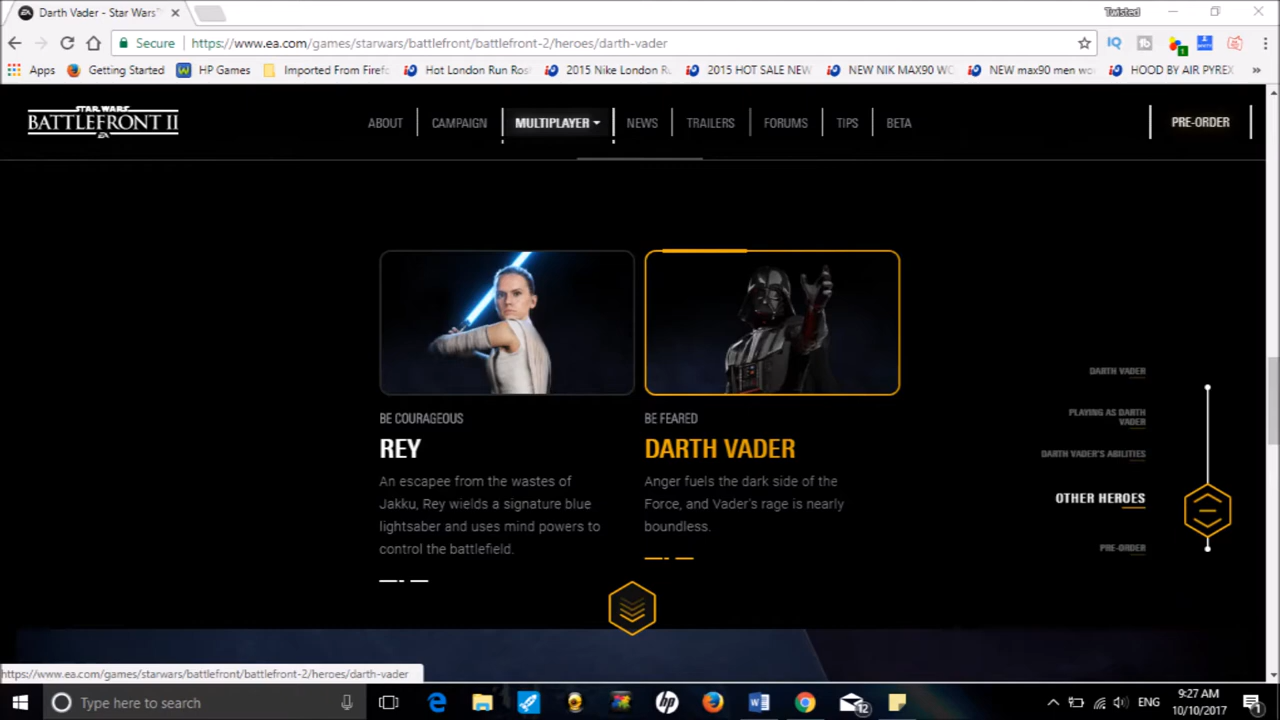 Darth Vader - Star Wars™
Twisted
Secure
https://www.ea.com/games/starwars/battlefront/battlefront-2/heroes/darth-vader
Apps
Getting Started
HP Games
Imported From Firefo
Hot London Run Ros
2015 Nike London Ru
2015 HOT SALE NEW
NEW NIK MAX90 WO
NEW max90 men wo
HOOD BY AIR PYREX
STAR WARS
BATTLEFRONT II
ABOUT
CAMPAIGN
MULTIPLAYER
NEWS
TRAILERS
FORUMS
TIPS
BETA
PRE-ORDER
BE COURAGEOUS
REY
An escapee from the wastes of
Jakku, Rey wields a signature blue
lightsaber and uses mind powers to
control the battlefield.
BE FEARED
DARTH VADER
Anger fuels the dark side of the
Force, and Vader's rage is nearly
boundless.
DARTH VADER
PLAYING AS DARTH
VADER
DARTH VADER'S ABILITIES
OTHER HEROES
PRE-ORDER
https://www.ea.com/games/starwars/battlefront/battlefront-2/heroes/darth-vader
Type here to search
12
ENG
9:27 AM
10/10/2017
1